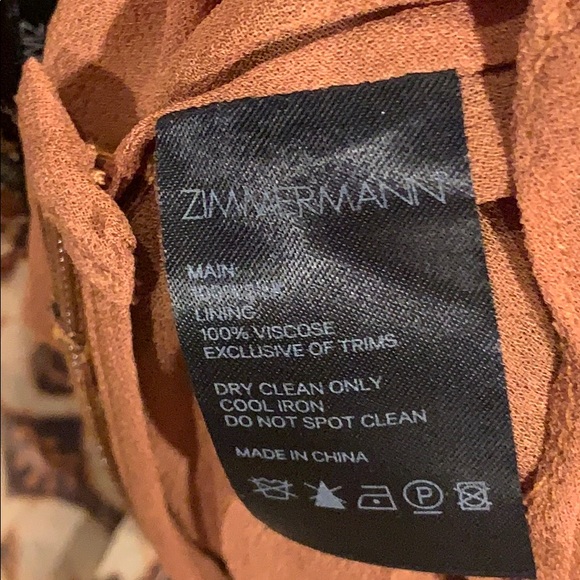 ZIMMERMANN
MAIN:
LINING:
100% VISCOSE
EXCLUSIVE OF TRIMS
DRY CLEAN ONLY
COOL IRON
DO NOT SPOT CLEAN
MADE IN CHINA
P